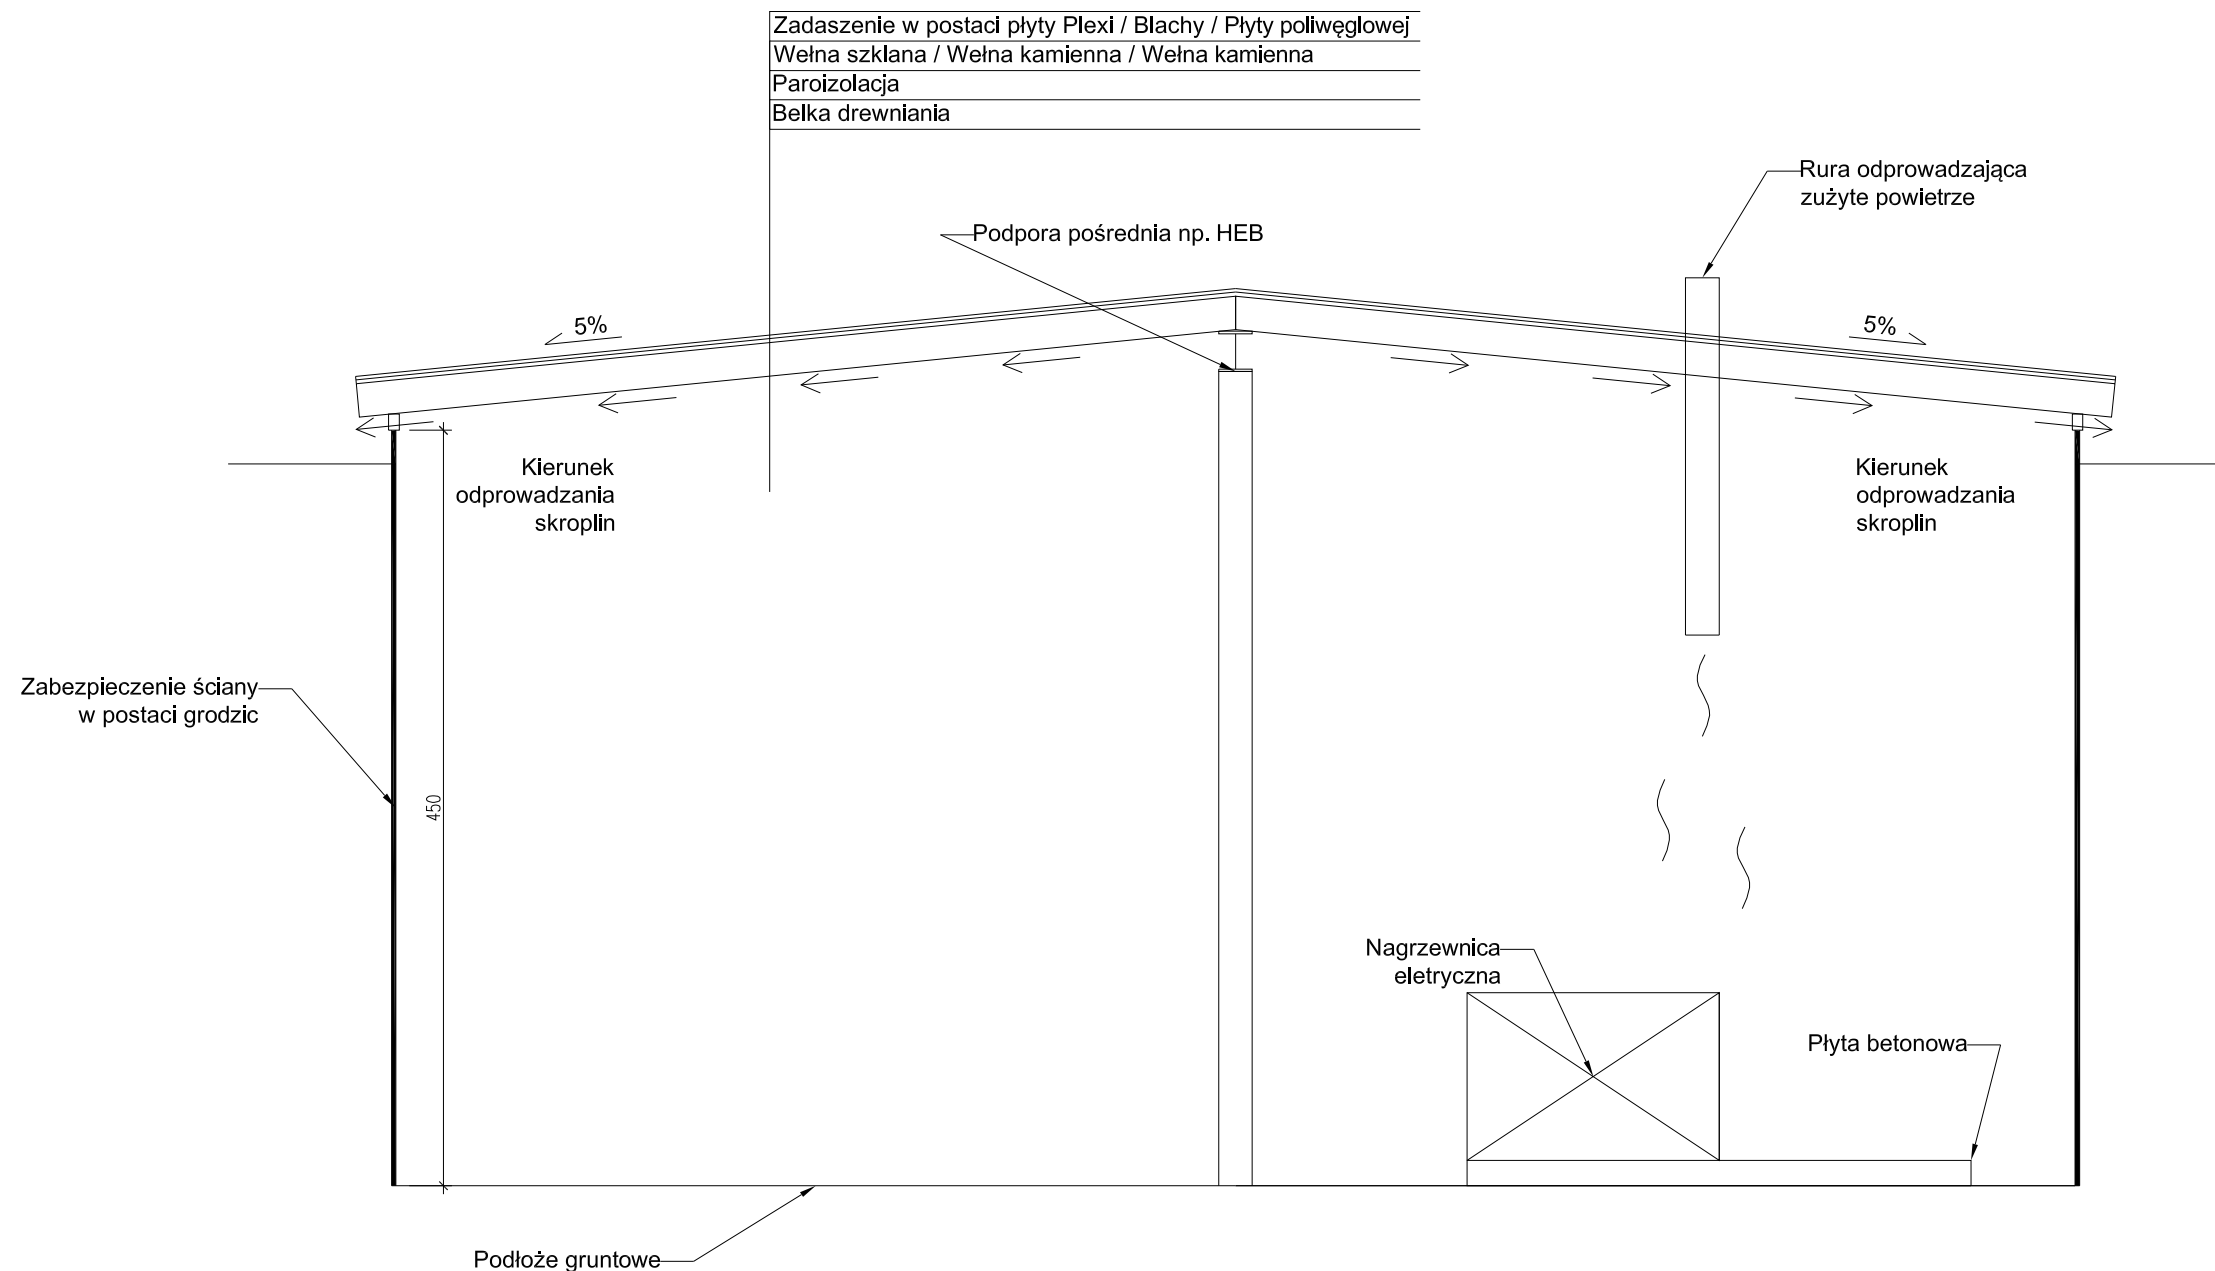 Zadaszenie w postaci płyty Plexi / Blachy / Płyty poliwęglowej
Wełna szklana / Wełna kamienna / Wełna kamienna
Paroizolacja
Belka drewniania
Rura odprowadzająca
zużyte powietrze
Podpora pośrednia np. HEB
5%
5%
Kierunek
odprowadzania
skroplin
Kierunek
odprowadzania
skroplin
Zabezpieczenie ściany
w postaci grodzic
450
Nagrzewnica
eletryczna
Płyta betonowa
Podłoże gruntowe